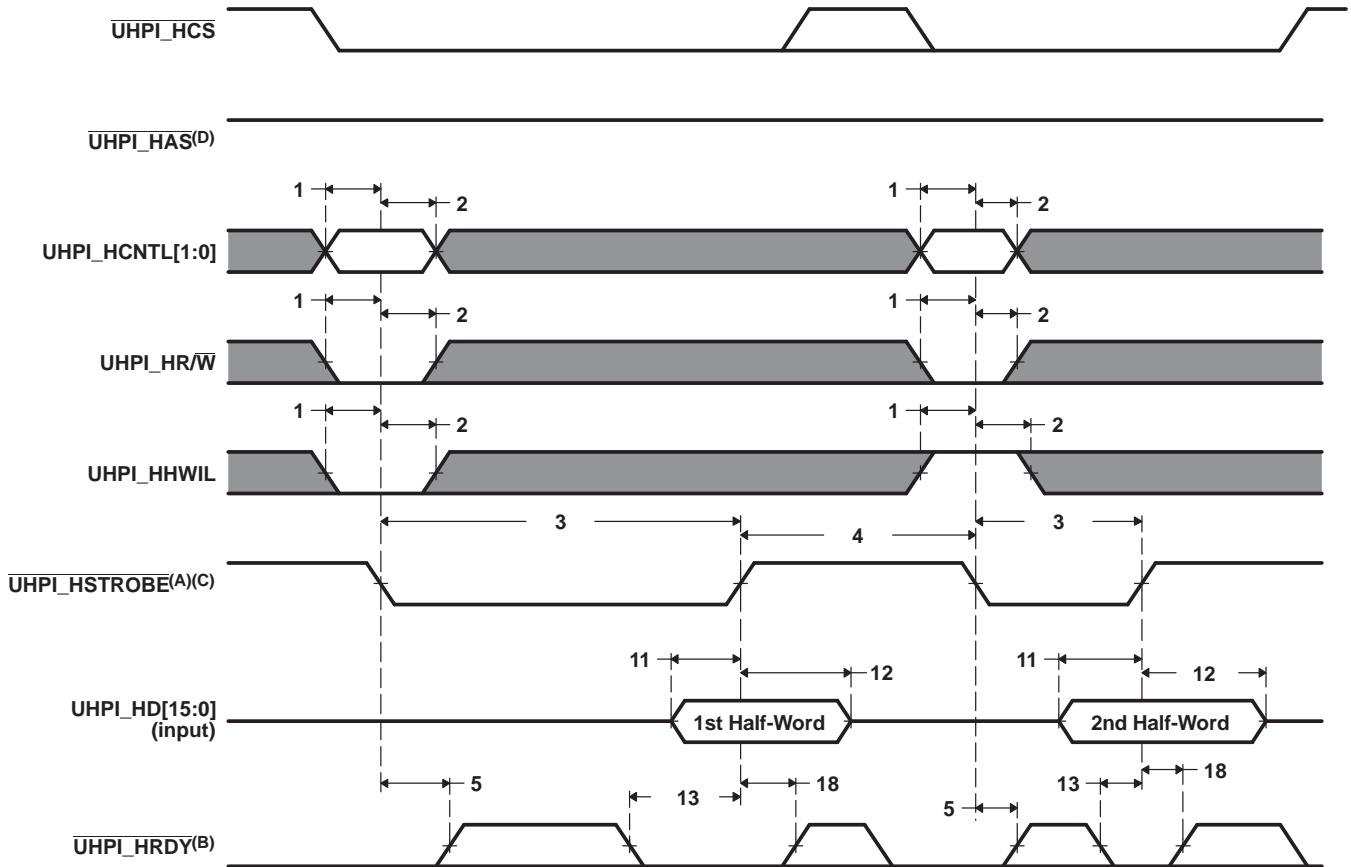 UHPI_HCS
UHPI_HAS(D)
1 1
2 2
UHPI_HCNTL[1:0]
1 1
2 2
UHPI_HR/W
1 1
2 2
UHPI_HHWIL
3 4 3
UHPI_HSTROBE(A)(C)
11 12 11 12
UHPI_HD[15:0]
(input)
1st Half-Word 2nd Half-Word
5 13 18 5 13 18
UHPI_HRDY(B)